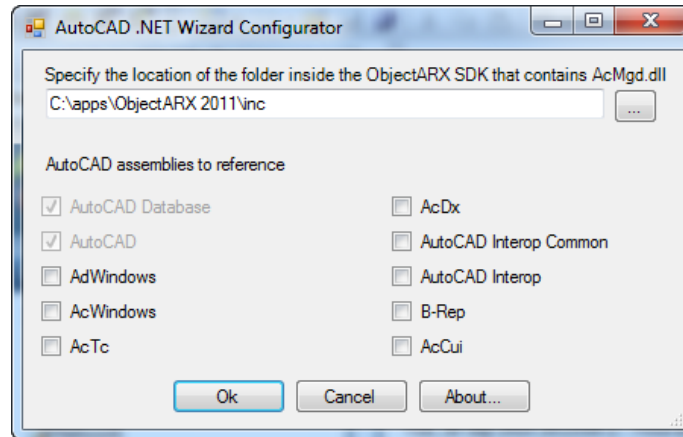 AutoCAD .NET Wizard Configurator
Specify the location of the folder inside the ObjectARX SDK that contains AcMgd.dll
C:\apps\ObjectARX 2011\inc
...
AutoCAD assemblies to reference
AutoCAD Database
AcDx
AutoCAD
AutoCAD Interop Common
AdWindows
AutoCAD Interop
AcWindows
B-Rep
AcTc
AcCui
Ok
Cancel
About...